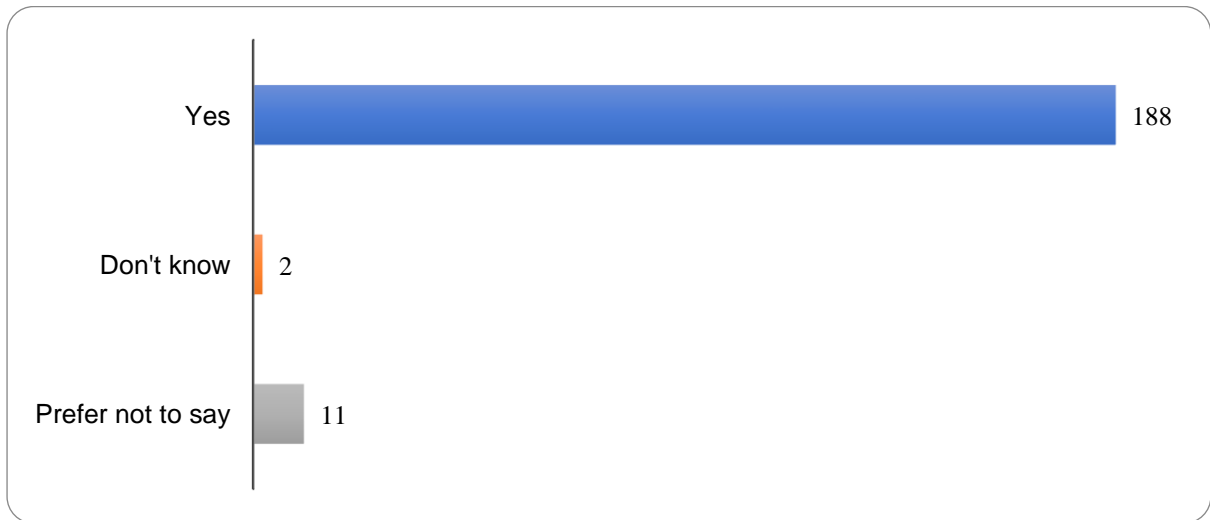 Yes 188
Don't know 2
Prefer not to say 11